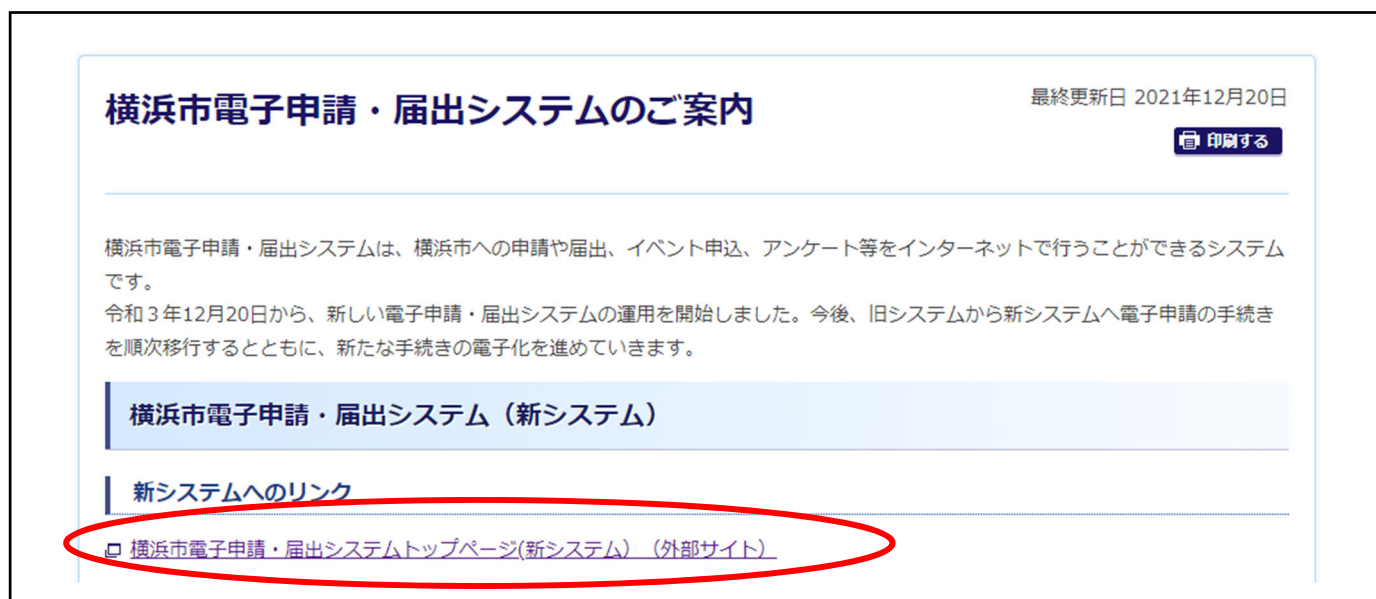 横浜市電子申請・届出システムのご案内
最終更新日 2021年12月20日
印刷する
横浜市電子申請・届出システムは、横浜市への申請や届出、イベント申込、アンケート等をインターネットで行うことができるシステム
です。
令和３年12月20日から、新しい電子申請・届出システムの運用を開始しました。今後、旧システムから新システムへ電子申請の手続き
を順次移行するとともに、新たな手続きの電子化を進めていきます。
横浜市電子申請・届出システム（新システム）
新システムへのリンク
横浜市電子申請・届出システムトップページ(新システム）（外部サイト）